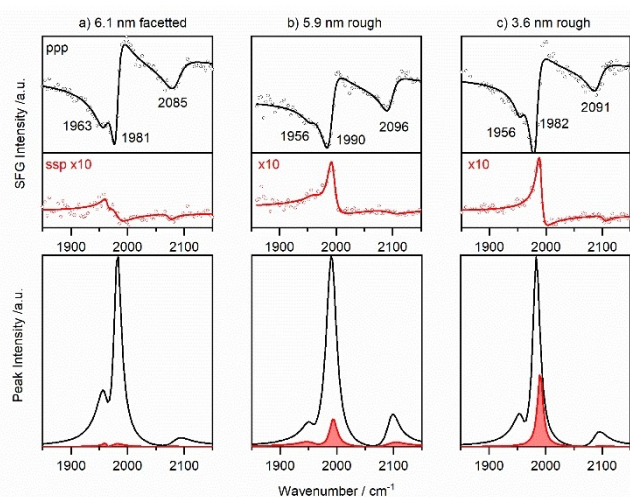 a) 6.1 nm facetted
b) 5.9 nm rough
c) 3.6 nm rough
SFG Intensity /a.u.
ppp
1963
1981
2085
1956
1990
2096
1956
1982
2091
ssp x10
x10
x10
1900 2000 2100
1900 2000 2100
1900 2000 2100
Peak Intensity /a.u.
1900 2000 2100
1900 2000 2100
1900 2000 2100
Wavenumber / cm⁻¹